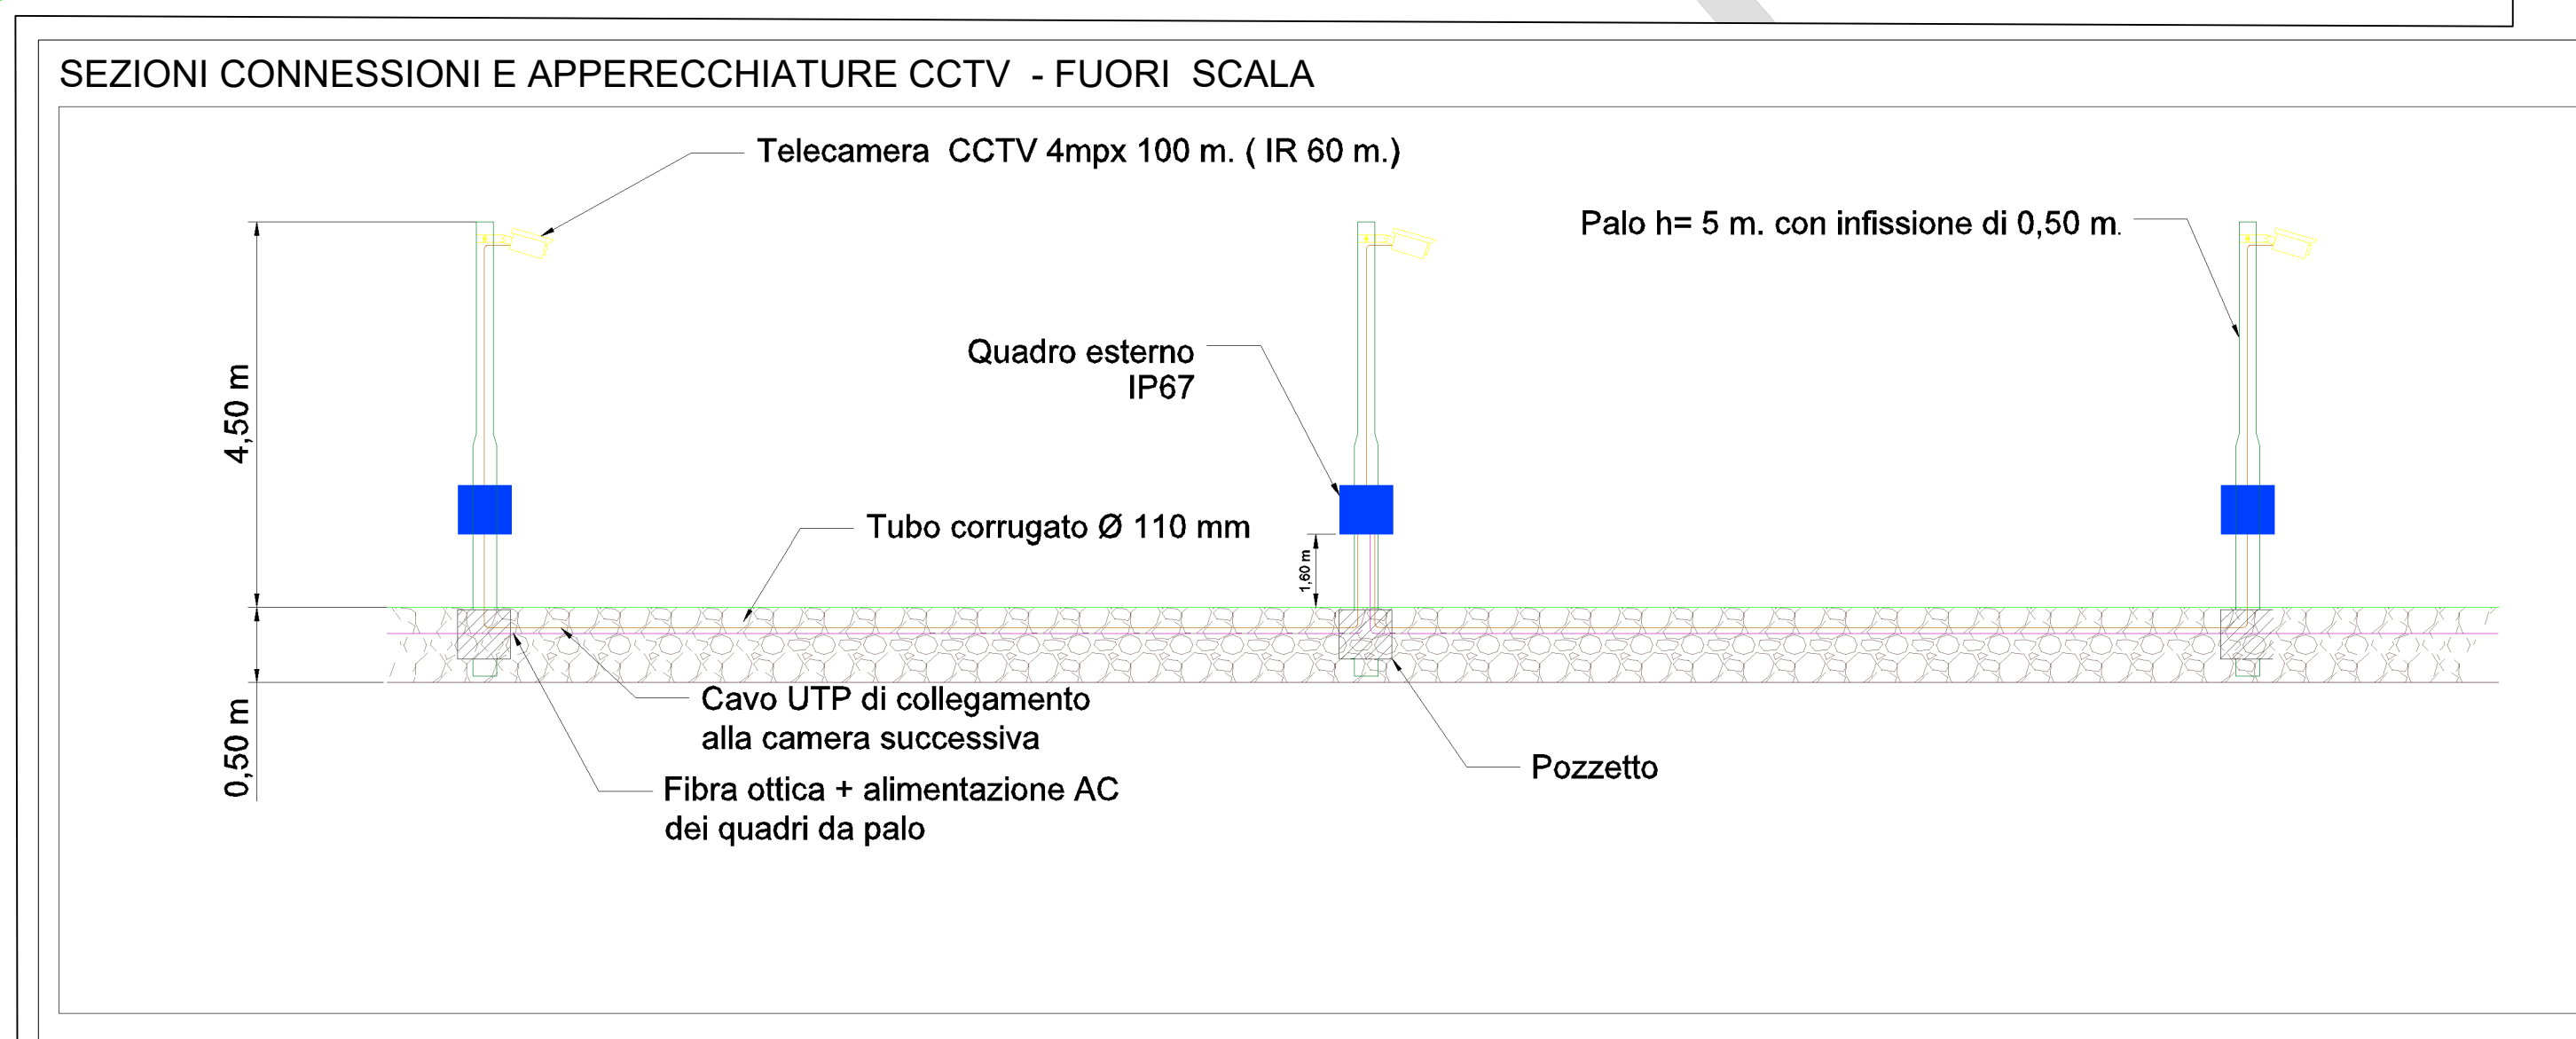 SEZIONI CONNESSIONI E APPERECCHIATURE CCTV - FUORI SCALA
Telecamera CCTV 4mpx 100 m. ( IR 60 m.)
Palo h= 5 m. con infissione di 0,50 m.
Quadro esterno
IP67
4,50 m
Tubo corrugato Ø 110 mm
1,60 m
Cavo UTP di collegamento
alla camera successiva
0,50 m
Pozzetto
Fibra ottica + alimentazione AC
dei quadri da palo